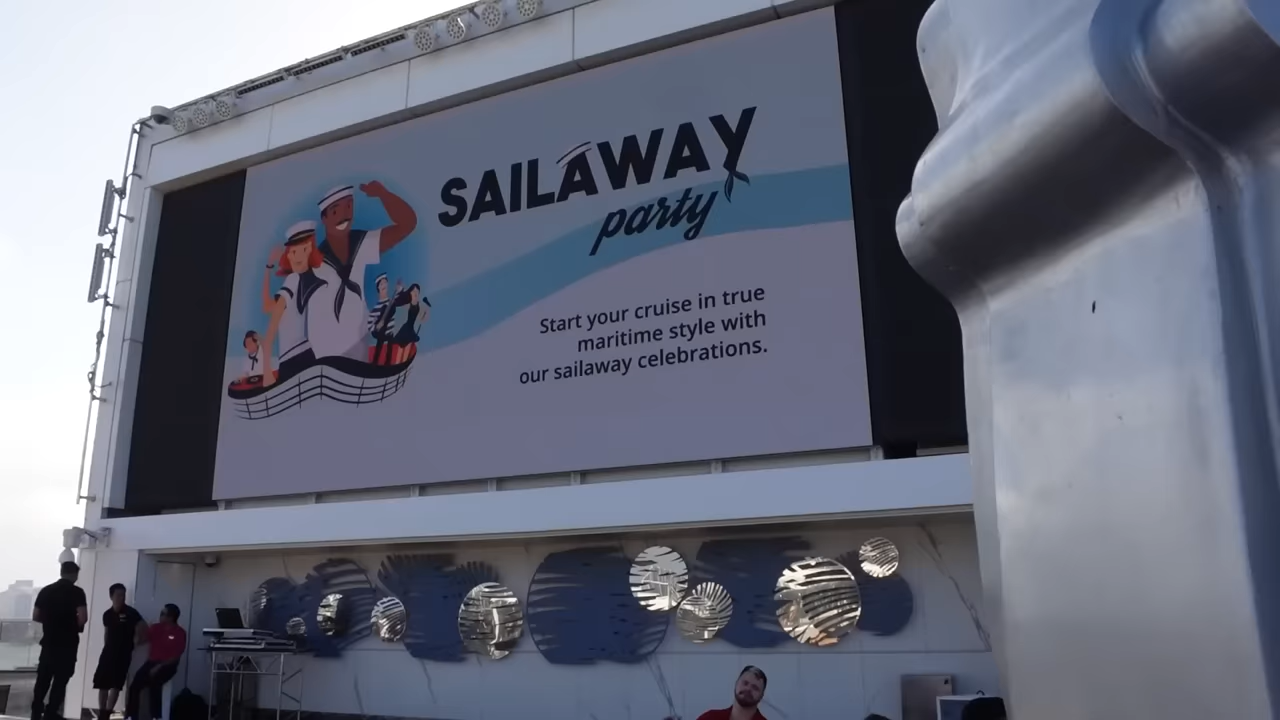 SAILAWAY
party
Start your cruise in true
maritime style with
our sailaway celebrations.